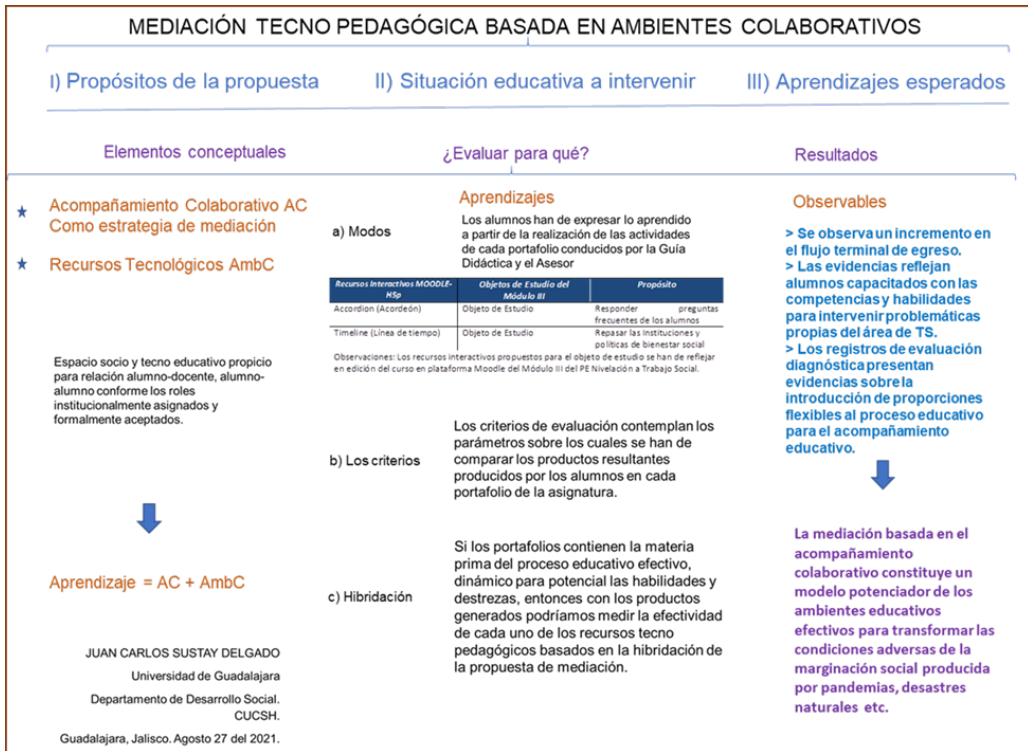 MEDIACIÓN TECNO PEDAGÓGICA BASADA EN AMBIENTES COLABORATIVOS
I) Propósitos de la propuesta
II) Situación educativa a intervenir
III) Aprendizajes esperados
Elementos conceptuales
¿Evaluar para qué?
Resultados
Acompañamiento Colaborativo AC
Como estrategia de mediación
Recursos Tecnológicos AmbC
Espacio socio y tecno educativo propicio
para relación alumno-docente, alumno-
alumno conforme los roles
institucionalmente asignados y
formalmente aceptados.
Aprendizaje = AC + AmbC
JUAN CARLOS SUSTAY DELGADO
Universidad de Guadalajara
Departamento de Desarrollo Social.
CUCSH.
Guadalajara, Jalisco. Agosto 27 del 2021.
Aprendizajes
a) Modos
Los alumnos han de expresar lo aprendido
a partir de la realización de las actividades
de cada portafolio conducidos por la Guía
Didáctica y el Asesor
Recursos Interactivos MOODLE-
H5p
Objetos de Estudio del
Módulo III
Propósito
Accordion (Acordeón)
Objeto de Estudio
Responder preguntas
frecuentes de los alumnos
Timeline (Línea de tiempo)
Objeto de Estudio
Repasar las Instituciones y
políticas de bienestar social
Observaciones: Los recursos interactivos propuestos para el objeto de estudio se han de reflejar
en edición del curso en plataforma Moodle del Módulo III del PE Nivelación a Trabajo Social.
b) Los criterios
Los criterios de evaluación contemplan los
parámetros sobre los cuales se han de
comparar los productos resultantes
producidos por los alumnos en cada
portafolio de la asignatura.
c) Hibridación
Si los portafolios contienen la materia
prima del proceso educativo efectivo,
dinámico para potencial las habilidades y
destrezas, entonces con los productos
generados podríamos medir la efectividad
de cada uno de los recursos tecno
pedagógicos basados en la hibridación de
la propuesta de mediación.
Observables
> Se observa un incremento en
el flujo terminal de egreso.
> Las evidencias reflejan
alumnos capacitados con las
competencias y habilidades
para intervenir problemáticas
propias del área de TS.
> Los registros de evaluación
diagnóstica presentan
evidencias sobre la
introducción de proporciones
flexibles al proceso educativo
para el acompañamiento
educativo.
La mediación basada en el
acompañamiento
colaborativo constituye un
modelo potenciador de los
ambientes educativos
efectivos para transformar las
condiciones adversas de la
marginación social producida
por pandemias, desastres
naturales etc.